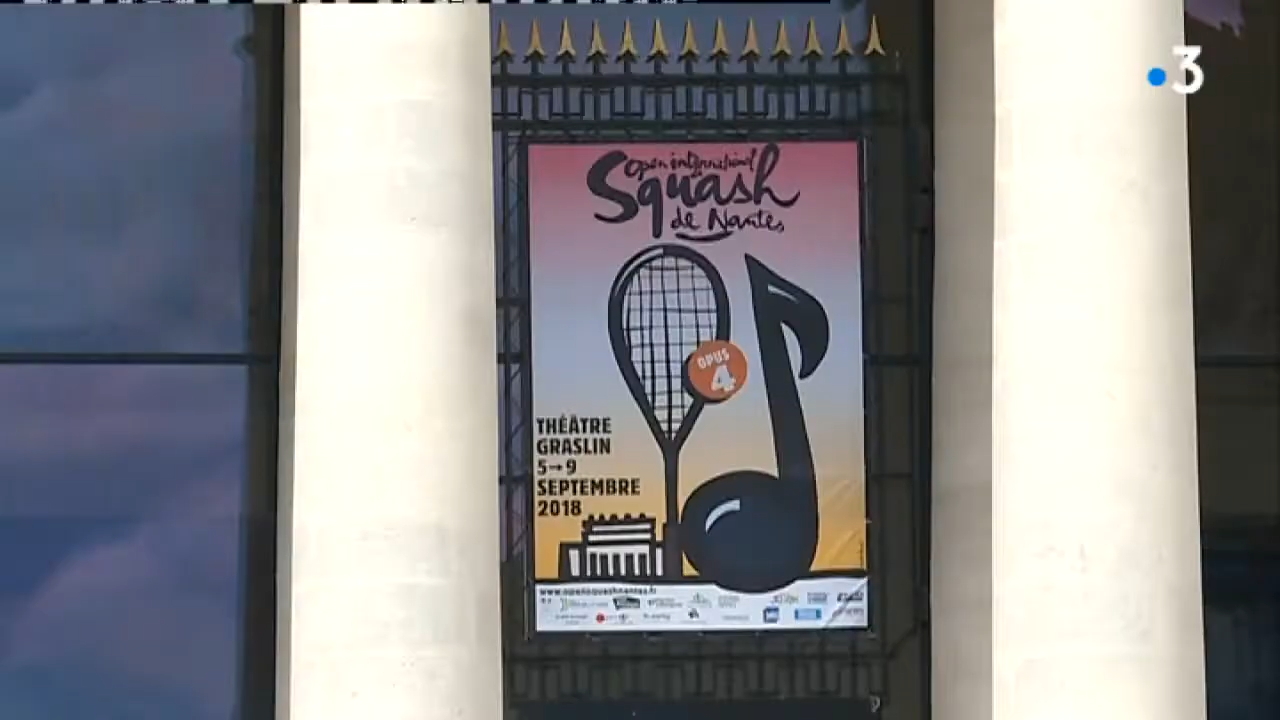 3
Open international
Squash
de Nantes
OPUS
4
THÉÂTRE
GRASLIN
5→9
SEPTEMBRE
2018
www.opensquashnantes.fr